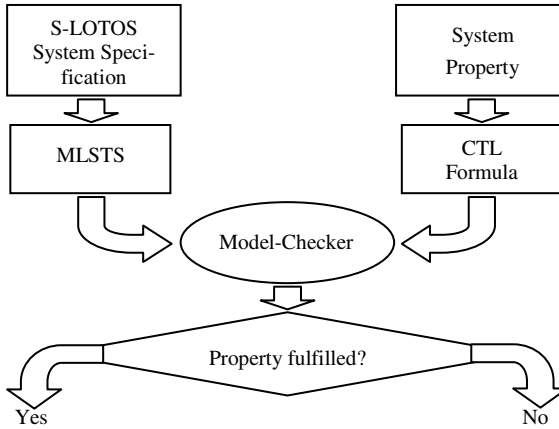 S-LOTOS
System Speci-
fication
System
Property
MLSTS
CTL
Formula
Model-Checker
Property fulfilled?
Yes
No